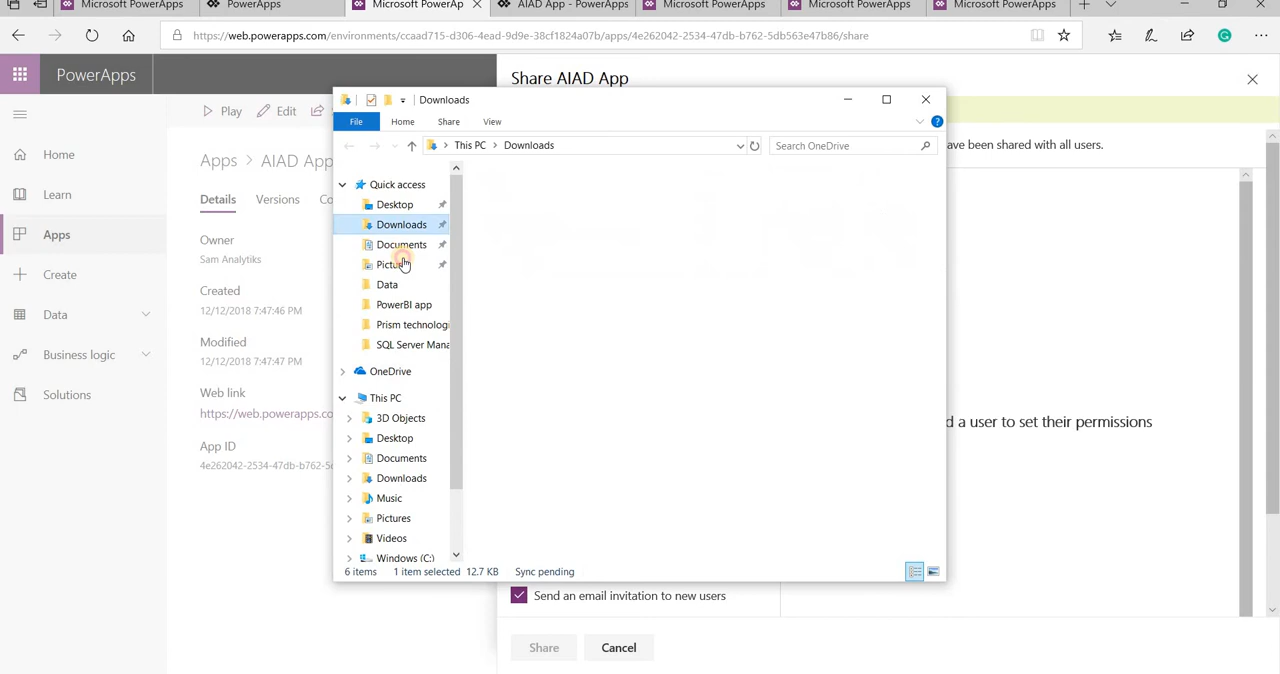 Microsoft PowerApps
PowerApps
Microsoft PowerAp
AIAD App - PowerApps
Microsoft PowerApps
Microsoft PowerApps
Microsoft PowerApps
https://web.powerapps.com/environments/ccaad715-d306-4ead-9d9e-38cf1824a07b/apps/4e262042-2534-47db-b762-5db563e47b86/share
PowerApps
Share AIAD App
ave been shared with all users.
Play
Edit
Home
Learn
Apps
Create
Data
Business logic
Solutions
Apps > AIAD App
Details
Versions
Co
Owner
Sam Analytiks
Created
12/12/2018 7:47:46 PM
Modified
12/12/2018 7:47:47 PM
Web link
https://web.powerapps.co
App ID
4e262042-2534-47db-b762-5d
Downloads
File
Home
Share
View
This PC > Downloads
Search OneDrive
Quick access
Desktop
Downloads
Documents
Pictur
Data
PowerBI app
Prism technologi
SQL Server Mana
OneDrive
This PC
3D Objects
Desktop
Documents
Downloads
Music
Pictures
Videos
Windows (C:)
6 items
1 item selected 12.7 KB
Sync pending
d a user to set their permissions
Send an email invitation to new users
Share
Cancel